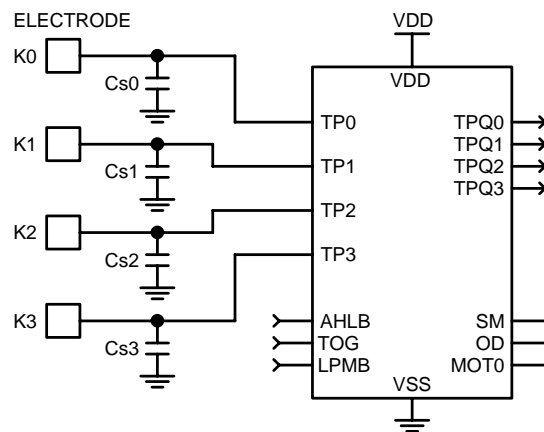 ELECTRODE
VDD
K0
VDD
Cs0
TP0
TPQ0
K1
TPQ1
Cs1
TP1
TPQ2
TPQ3
K2
TP2
Cs2
TP3
K3
AHLB
SM
Cs3
TOG
OD
LPMB
MOT0
VSS